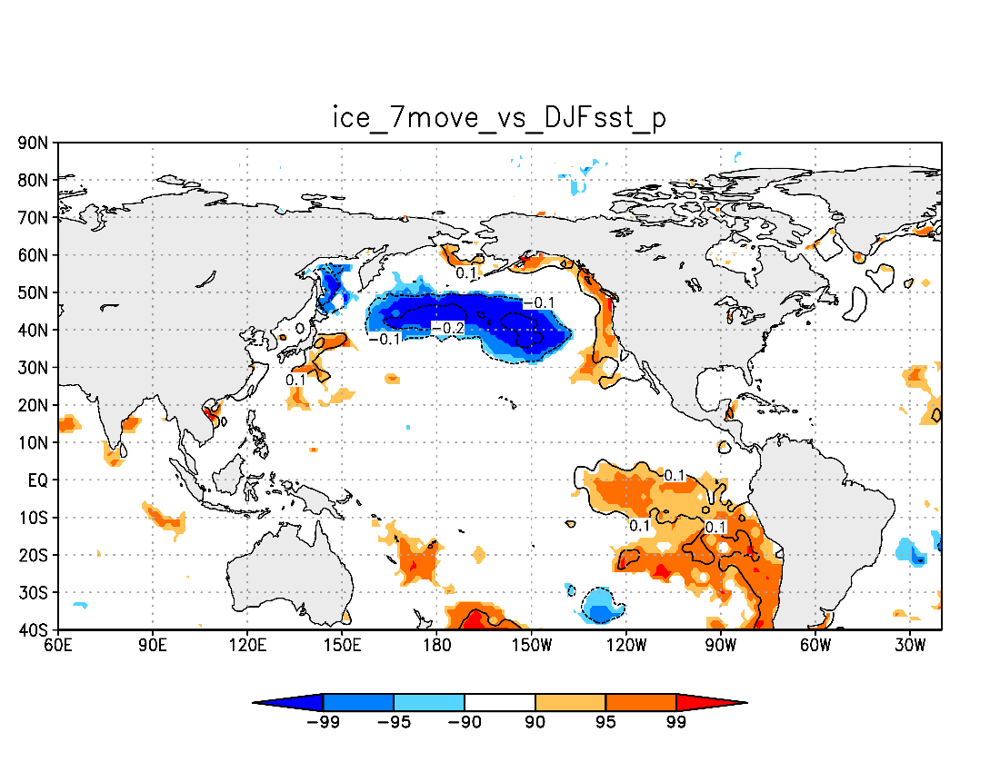 ice_7move_vs_DJFsst_p
90N
80N
70N
60N
50N
40N
30N
20N
10N
EQ
10S
20S
30S
40S
0.1
−0.1
−0.2
−0.1
0.1
0.1
0.1
0.1
60E 90E 120E 150E 180 150W 120W 90W 60W 30W
−99 −95 −90 90 95 99